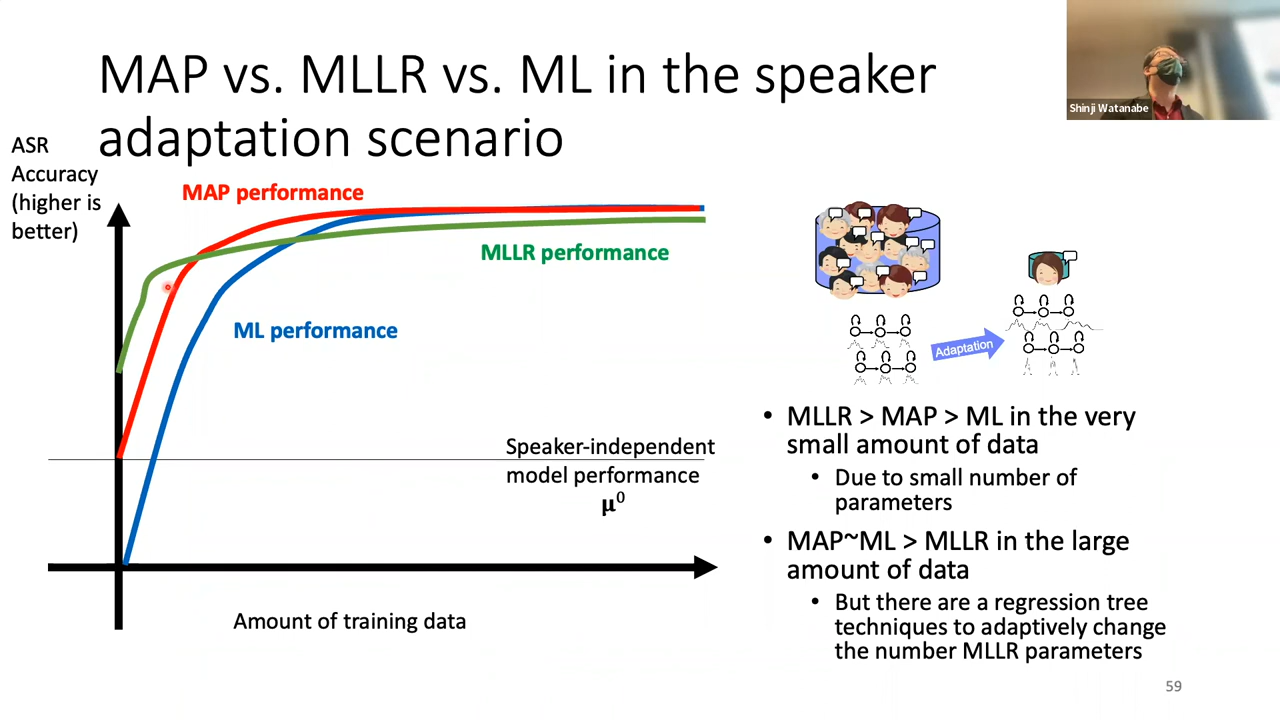 MAP vs. MLLR vs. ML in the speaker
adaptation scenario
Shinji Watanabe
ASR
Accuracy
(higher is
better)
MAP performance
MLLR performance
ML performance
Speaker-independent
model performance
μ⁰
Amount of training data
Adaptation
• MLLR > MAP > ML in the very
small amount of data
• Due to small number of
parameters
• MAP~ML > MLLR in the large
amount of data
• But there are a regression tree
techniques to adaptively change
the number MLLR parameters
59